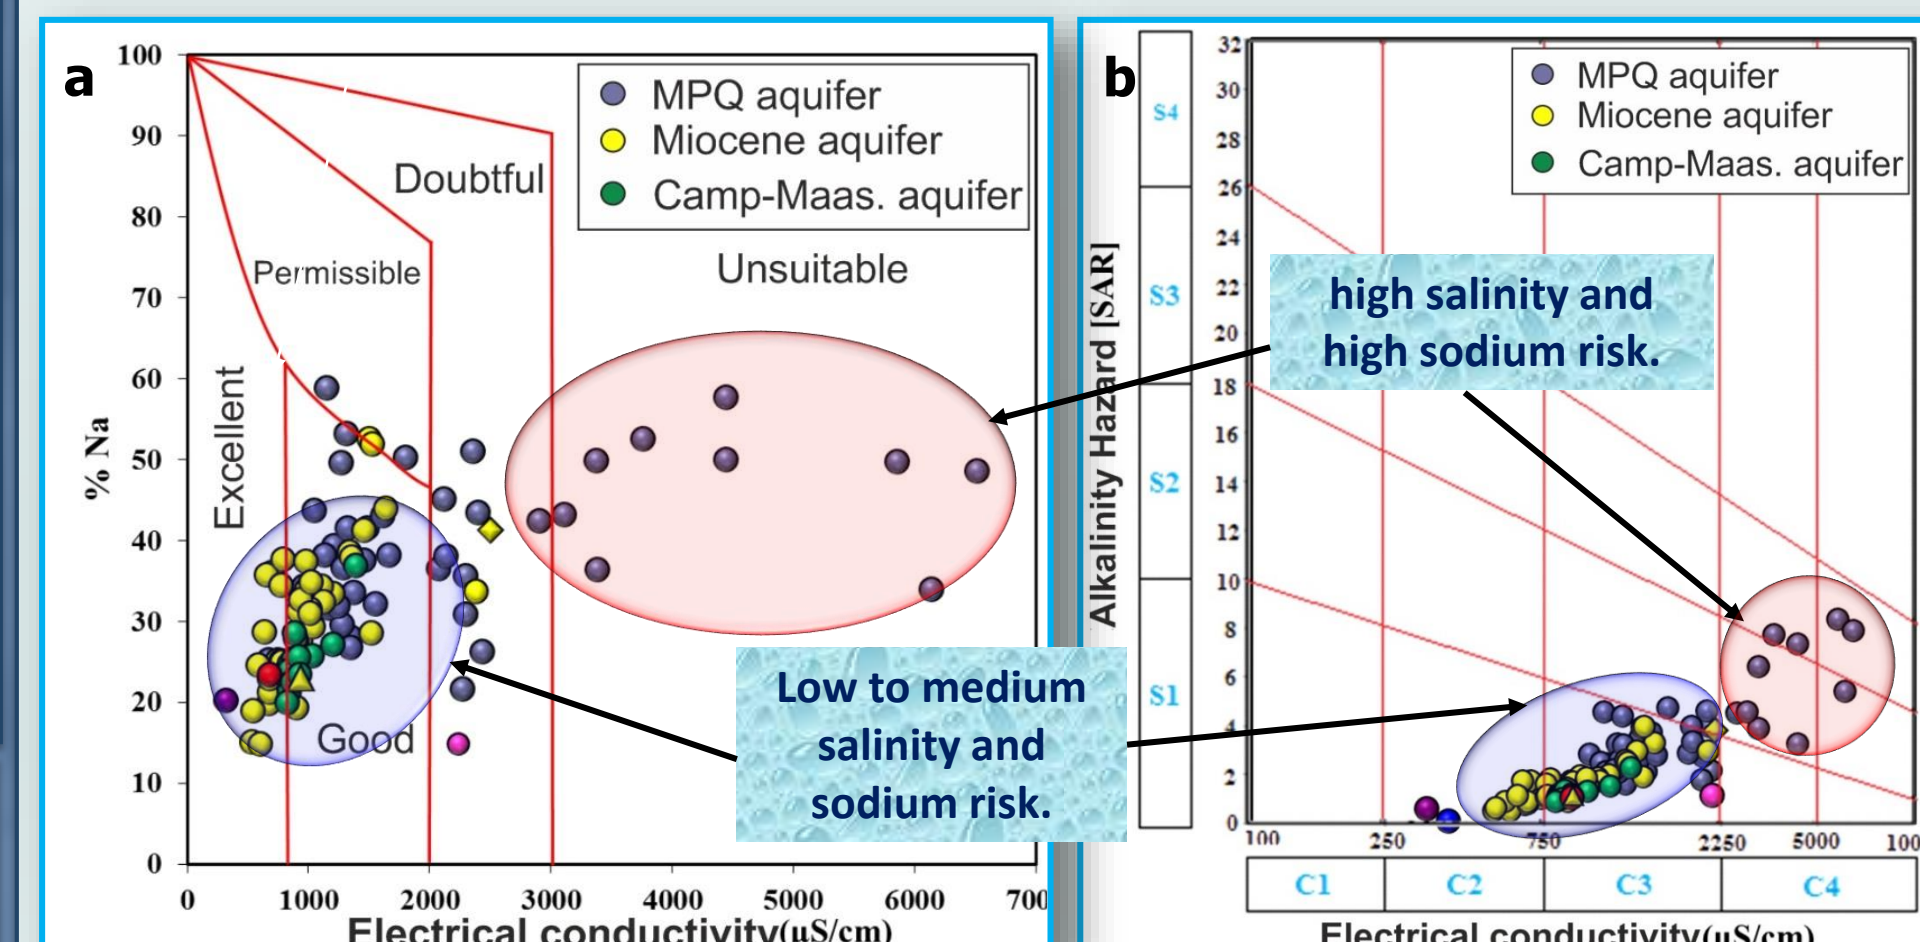 a
100
90
80
70
60
50
40
30
20
10
0
% Na
MPQ aquifer
Miocene aquifer
Camp-Maas. aquifer
Doubtful
Permissible
Unsuitable
Excellent
Good
0 1000 2000 3000 4000 5000 6000 700
Electrical conductivity(µS/cm)
high salinity and
high sodium risk.
Low to medium
salinity and
sodium risk.
b
S4
S3
S2
S1
Alkalinity Hazard [SAR]
32
30
28
26
24
22
20
18
16
14
12
10
8
6
4
2
0
MPQ aquifer
Miocene aquifer
Camp-Maas. aquifer
100 250 750 2250 5000 100
C1 C2 C3 C4
Electrical conductivity(µS/cm)